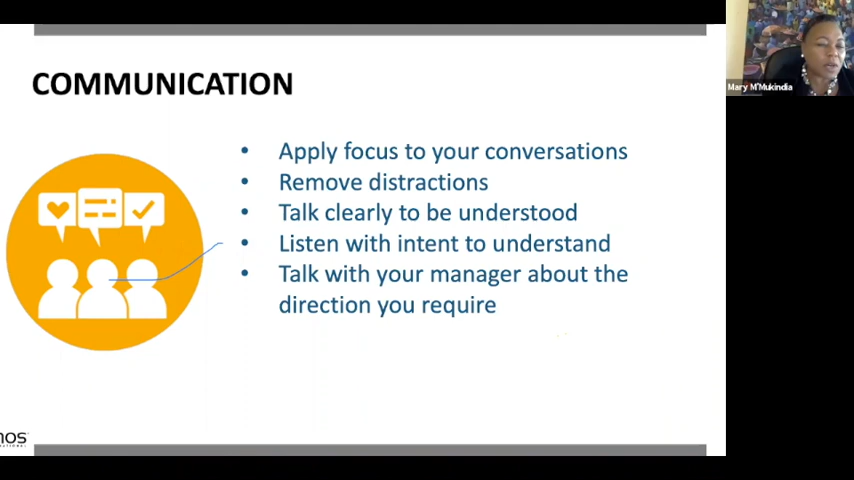 COMMUNICATION
• Apply focus to your conversations
• Remove distractions
• Talk clearly to be understood
• Listen with intent to understand
• Talk with your manager about the
direction you require
Mary M'Mukindia
nos